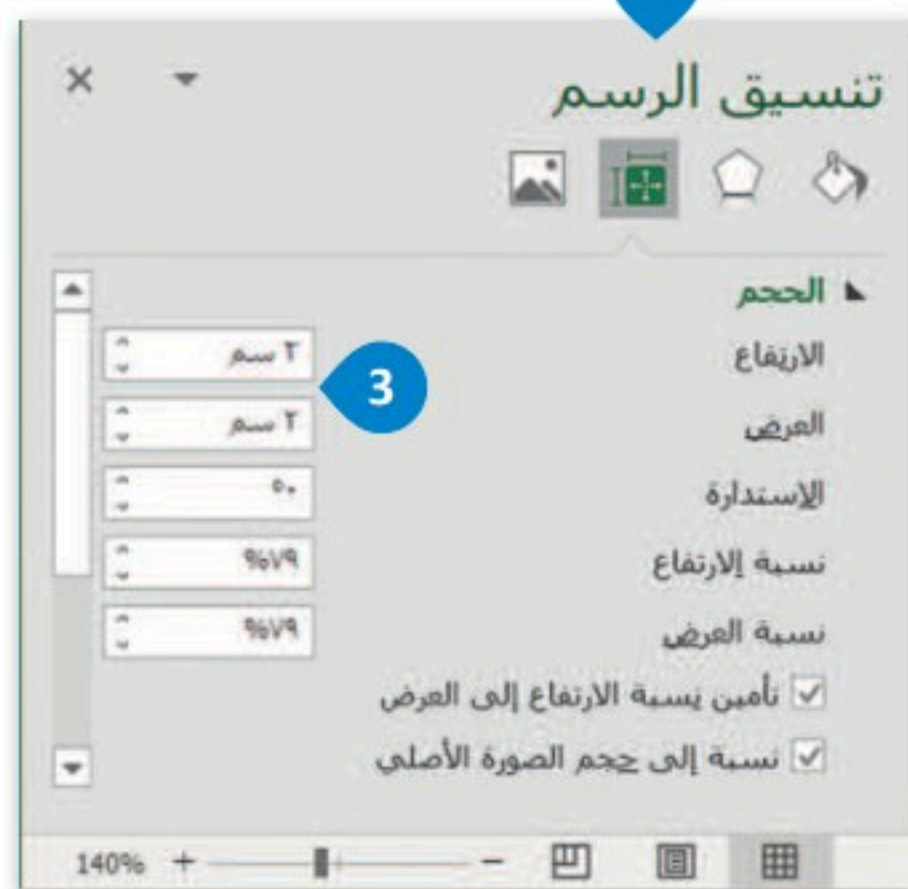 تنسيق الرسم
الحجم
الارتفاع ٢ سم
3
العرض ٢ سم
الاستدارة ٠°
نسبة الارتفاع ٧٩%
نسبة العرض ٧٩%
تأمين نسبة الارتفاع إلى العرض
نسبة إلى حجم الصورة الأصلي
140%